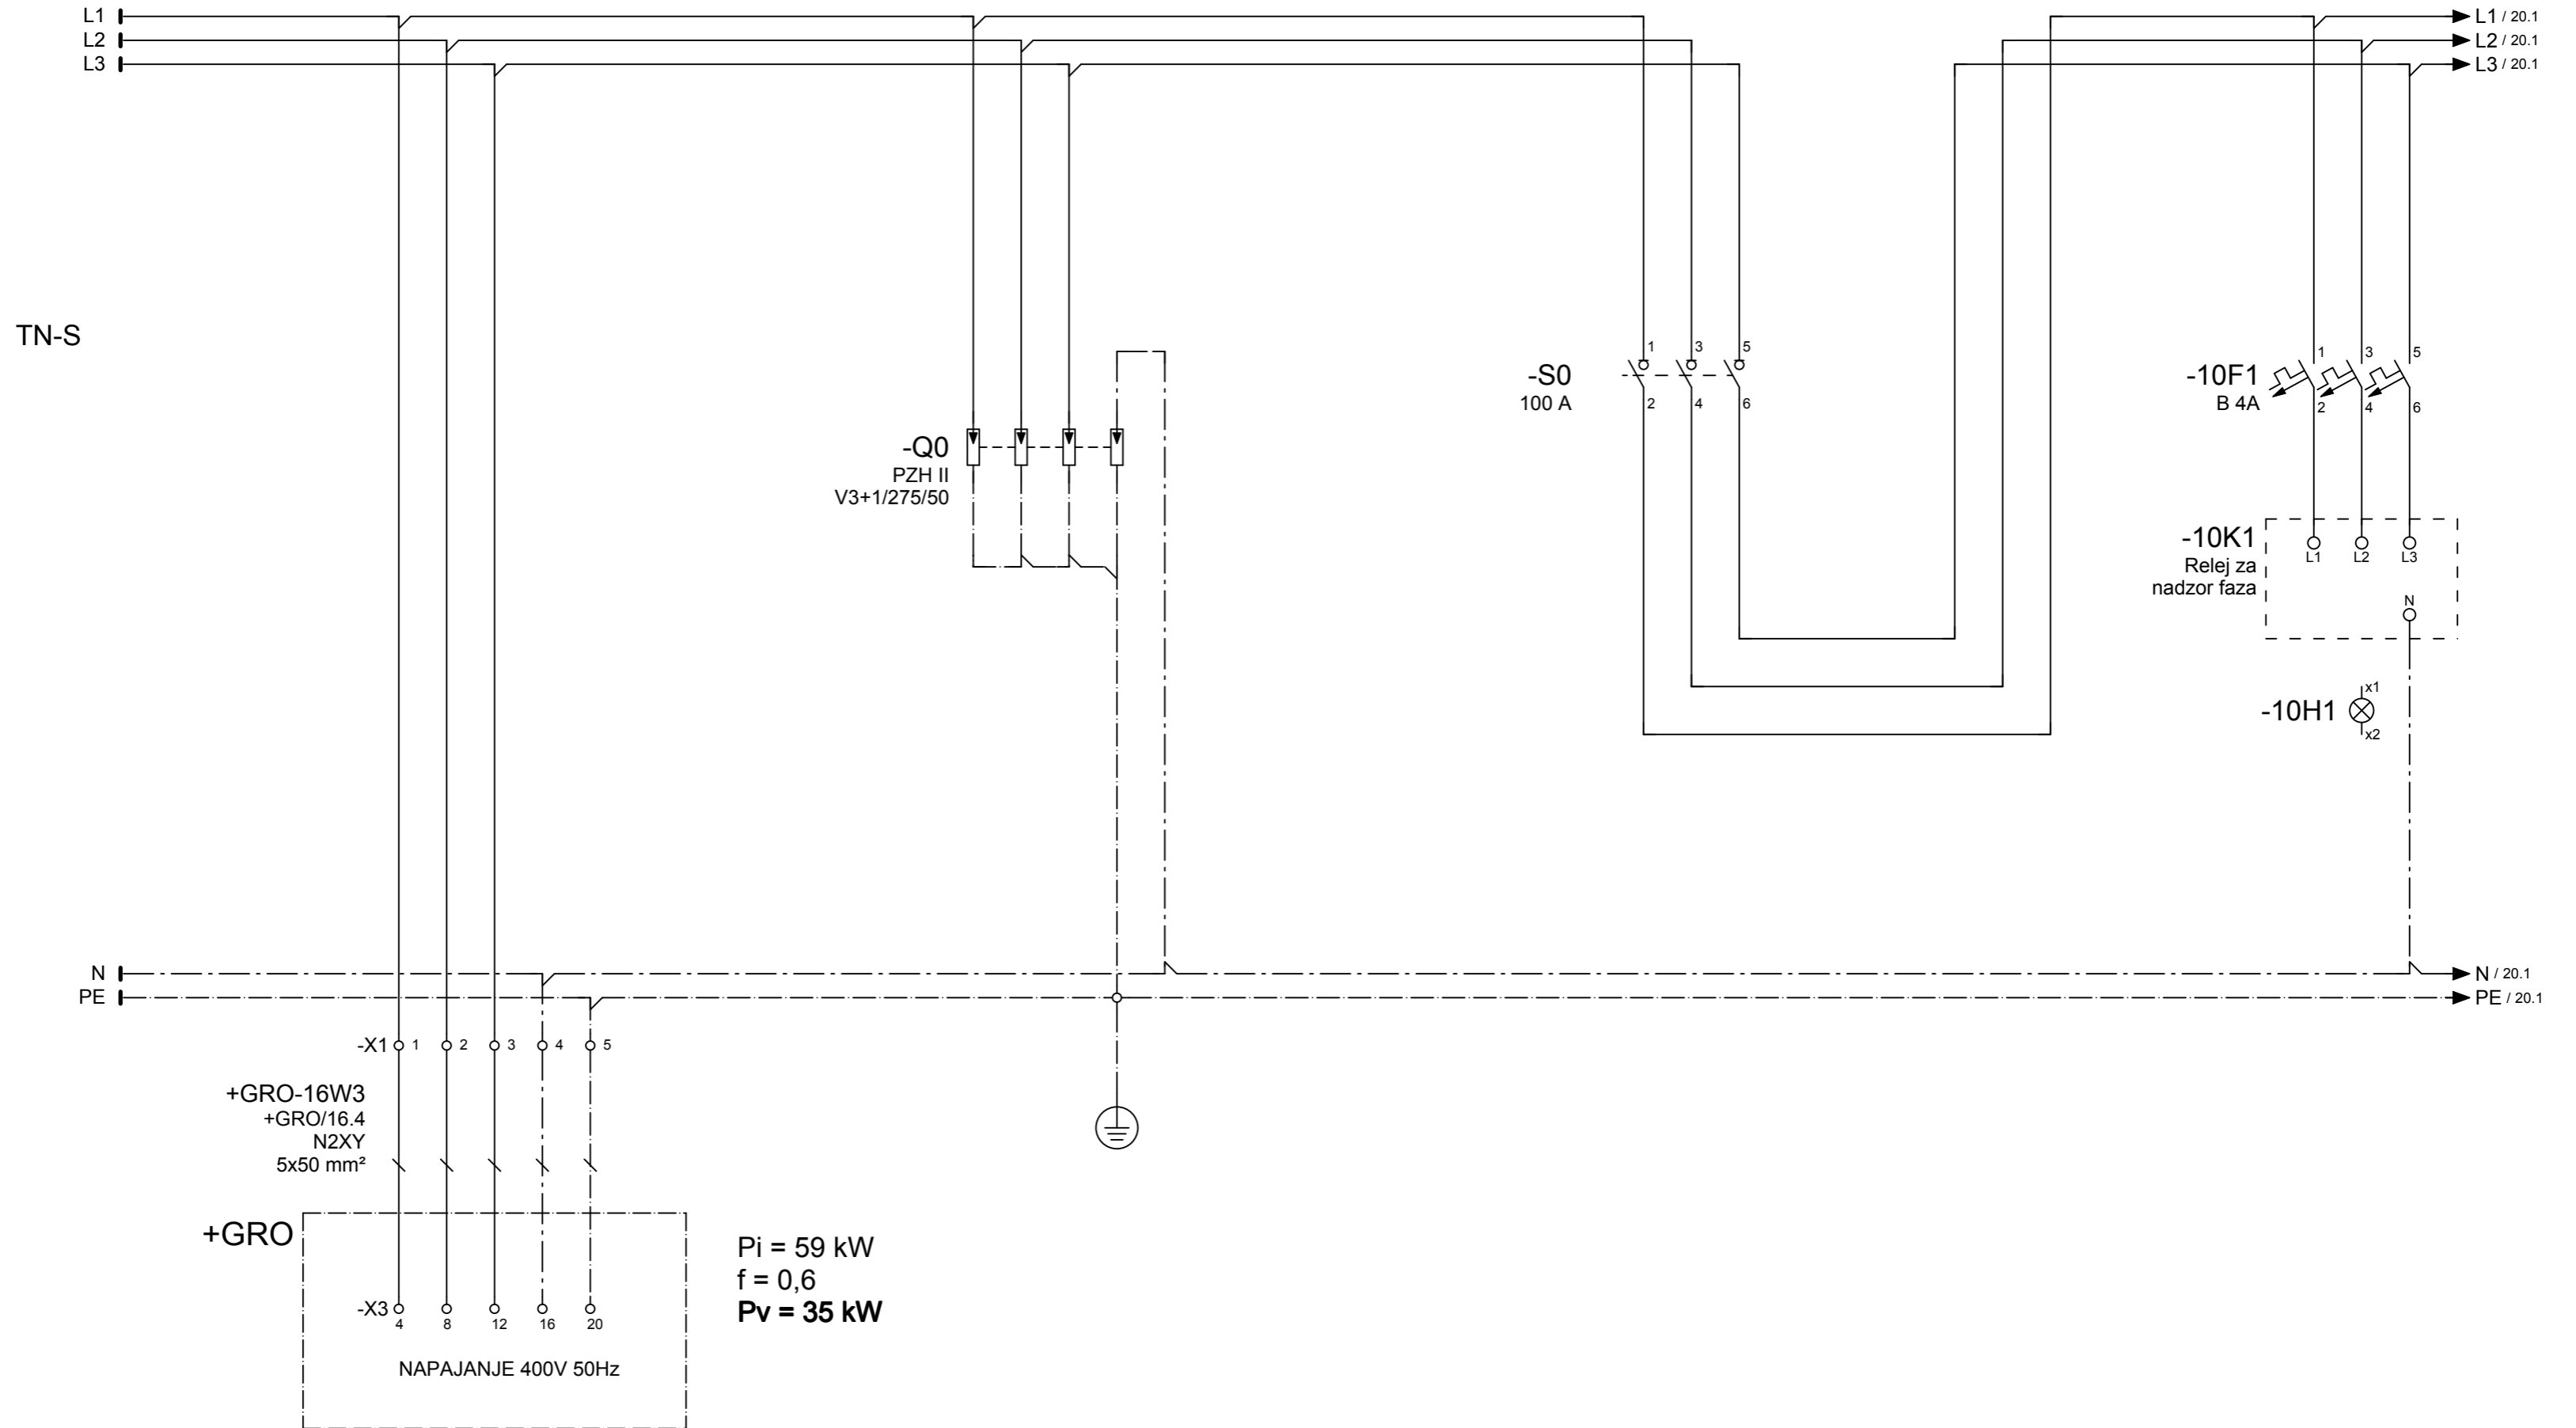 L1
L2
L3
L1 / 20.1
L2 / 20.1
L3 / 20.1
TN-S
-Q0
PZH II
V3+1/275/50
-S0
100 A
1
3
5
2
4
6
-10F1
B 4A
1
3
5
2
4
6
-10K1
Relej za
nadzor faza
L1
L2
L3
N
-10H1
x1
x2
N
PE
N / 20.1
PE / 20.1
-X1
1
2
3
4
5
+GRO-16W3
+GRO/16.4
N2XY
5x50 mm²
+GRO
-X3
4
8
12
16
20
NAPAJANJE 400V 50Hz
Pi = 59 kW
f = 0,6
Pv = 35 kW